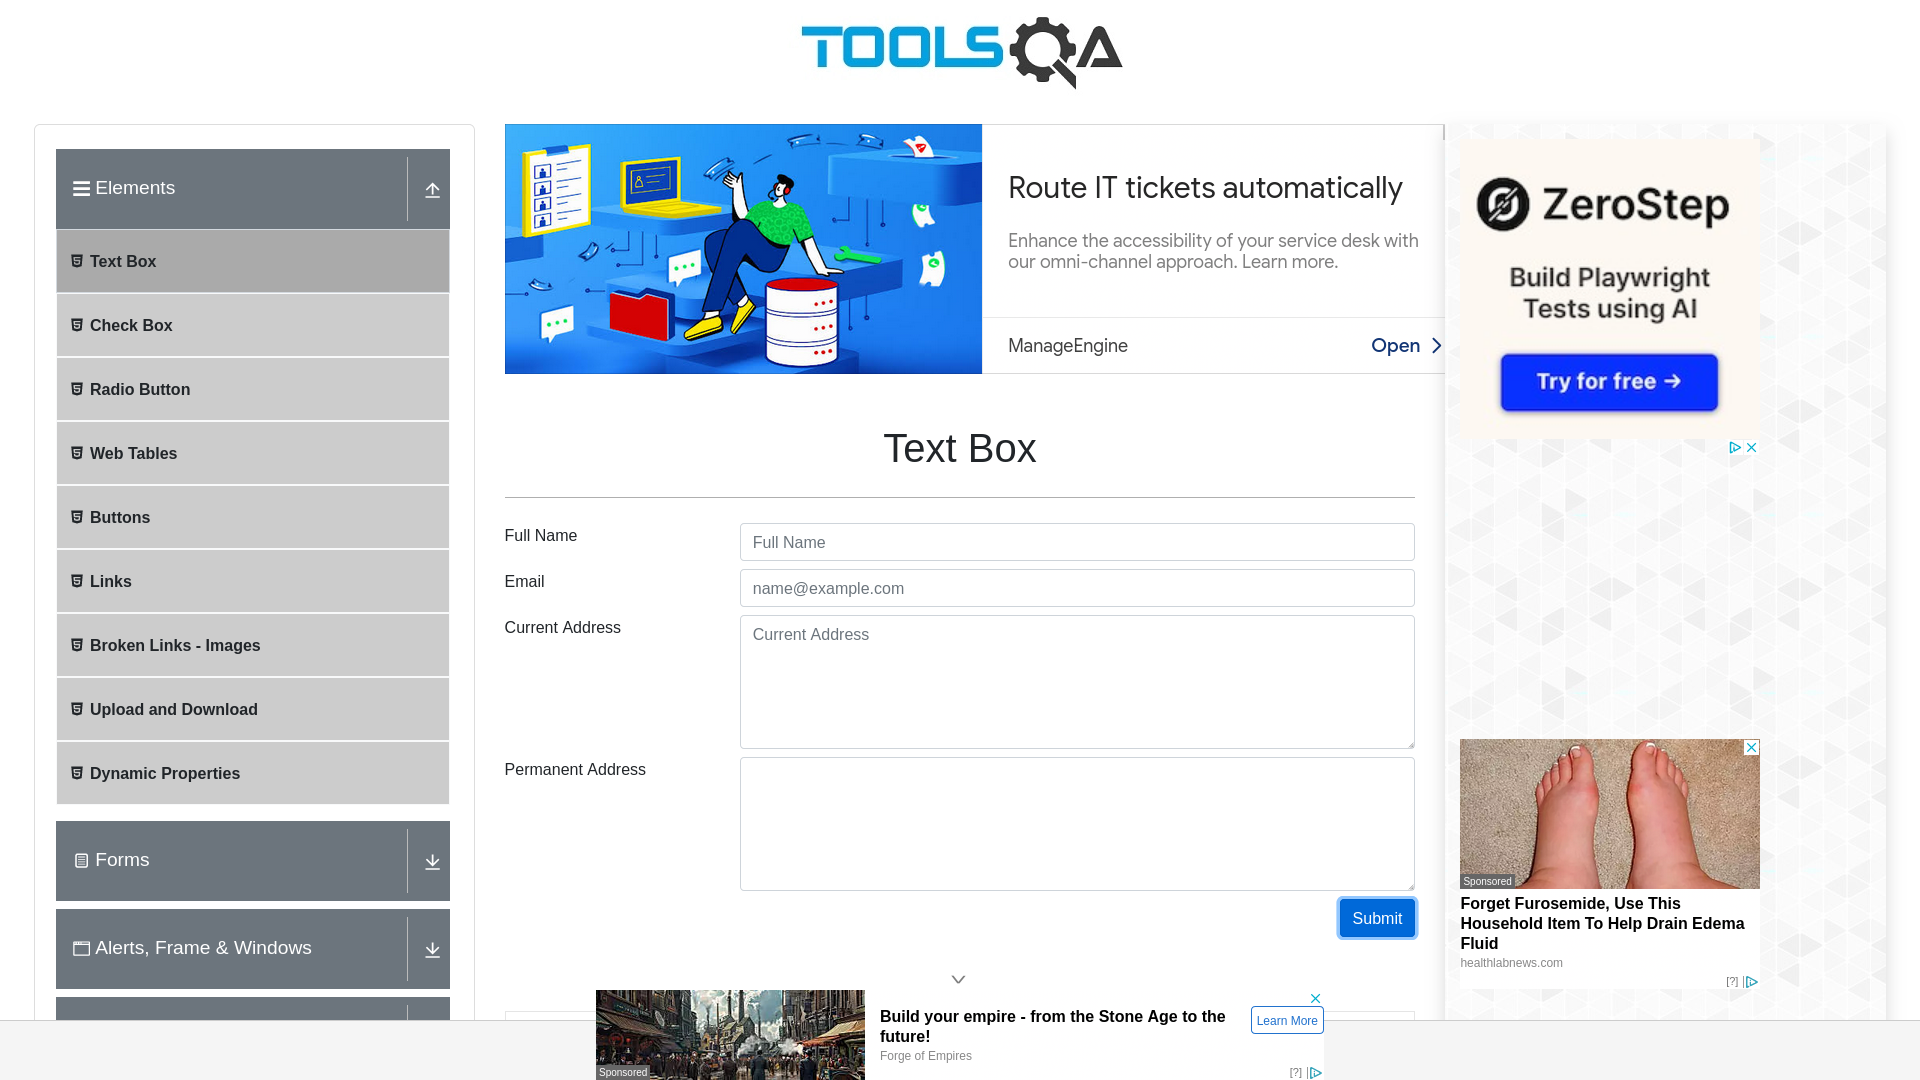 TOOLSQA
Elements
Text Box
Check Box
Radio Button
Web Tables
Buttons
Links
Broken Links - Images
Upload and Download
Dynamic Properties
Forms
Alerts, Frame & Windows
Route IT tickets automatically
Enhance the accessibility of your service desk with
our omni-channel approach. Learn more.
ManageEngine
Open
Text Box
Full Name
Full Name
Email
name@example.com
Current Address
Current Address
Permanent Address
Submit
ZeroStep
Build Playwright
Tests using AI
Try for free →
Sponsored
Forget Furosemide, Use This
Household Item To Help Drain Edema
Fluid
healthlabnews.com
[?]
Build your empire - from the Stone Age to the
future!
Forge of Empires
Learn More
Sponsored
[?]